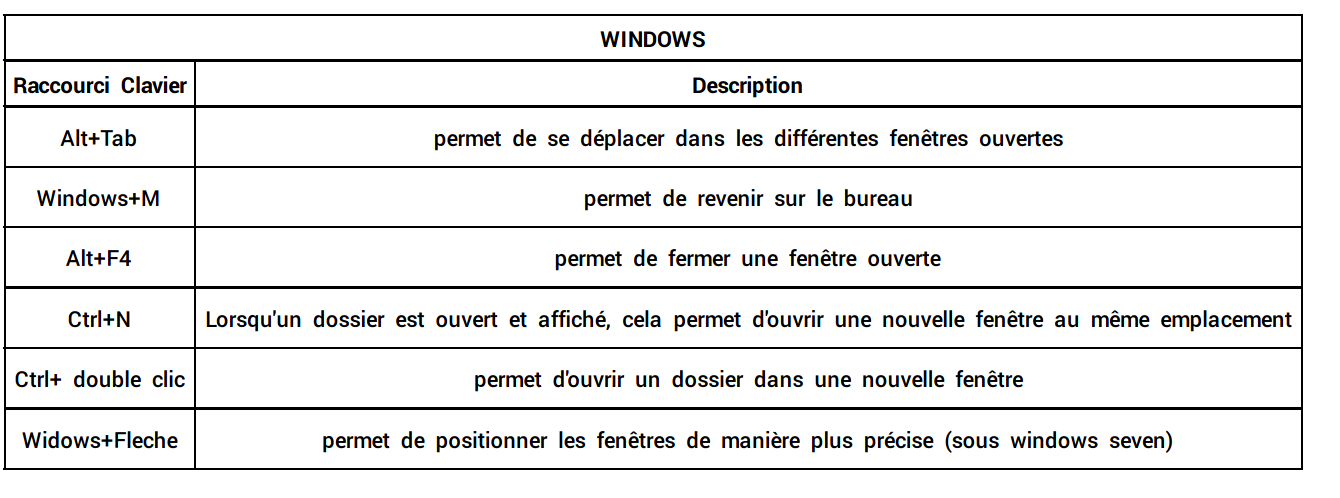 WINDOWS
Raccourci Clavier Description
Alt+Tab permet de se déplacer dans les différentes fenêtres ouvertes
Windows+M permet de revenir sur le bureau
Alt+F4 permet de fermer une fenêtre ouverte
Ctrl+N Lorsqu'un dossier est ouvert et affiché, cela permet d'ouvrir une nouvelle fenêtre au même emplacement
Ctrl+ double clic permet d'ouvrir un dossier dans une nouvelle fenêtre
Widows+Fleche permet de positionner les fenêtres de manière plus précise (sous windows seven)